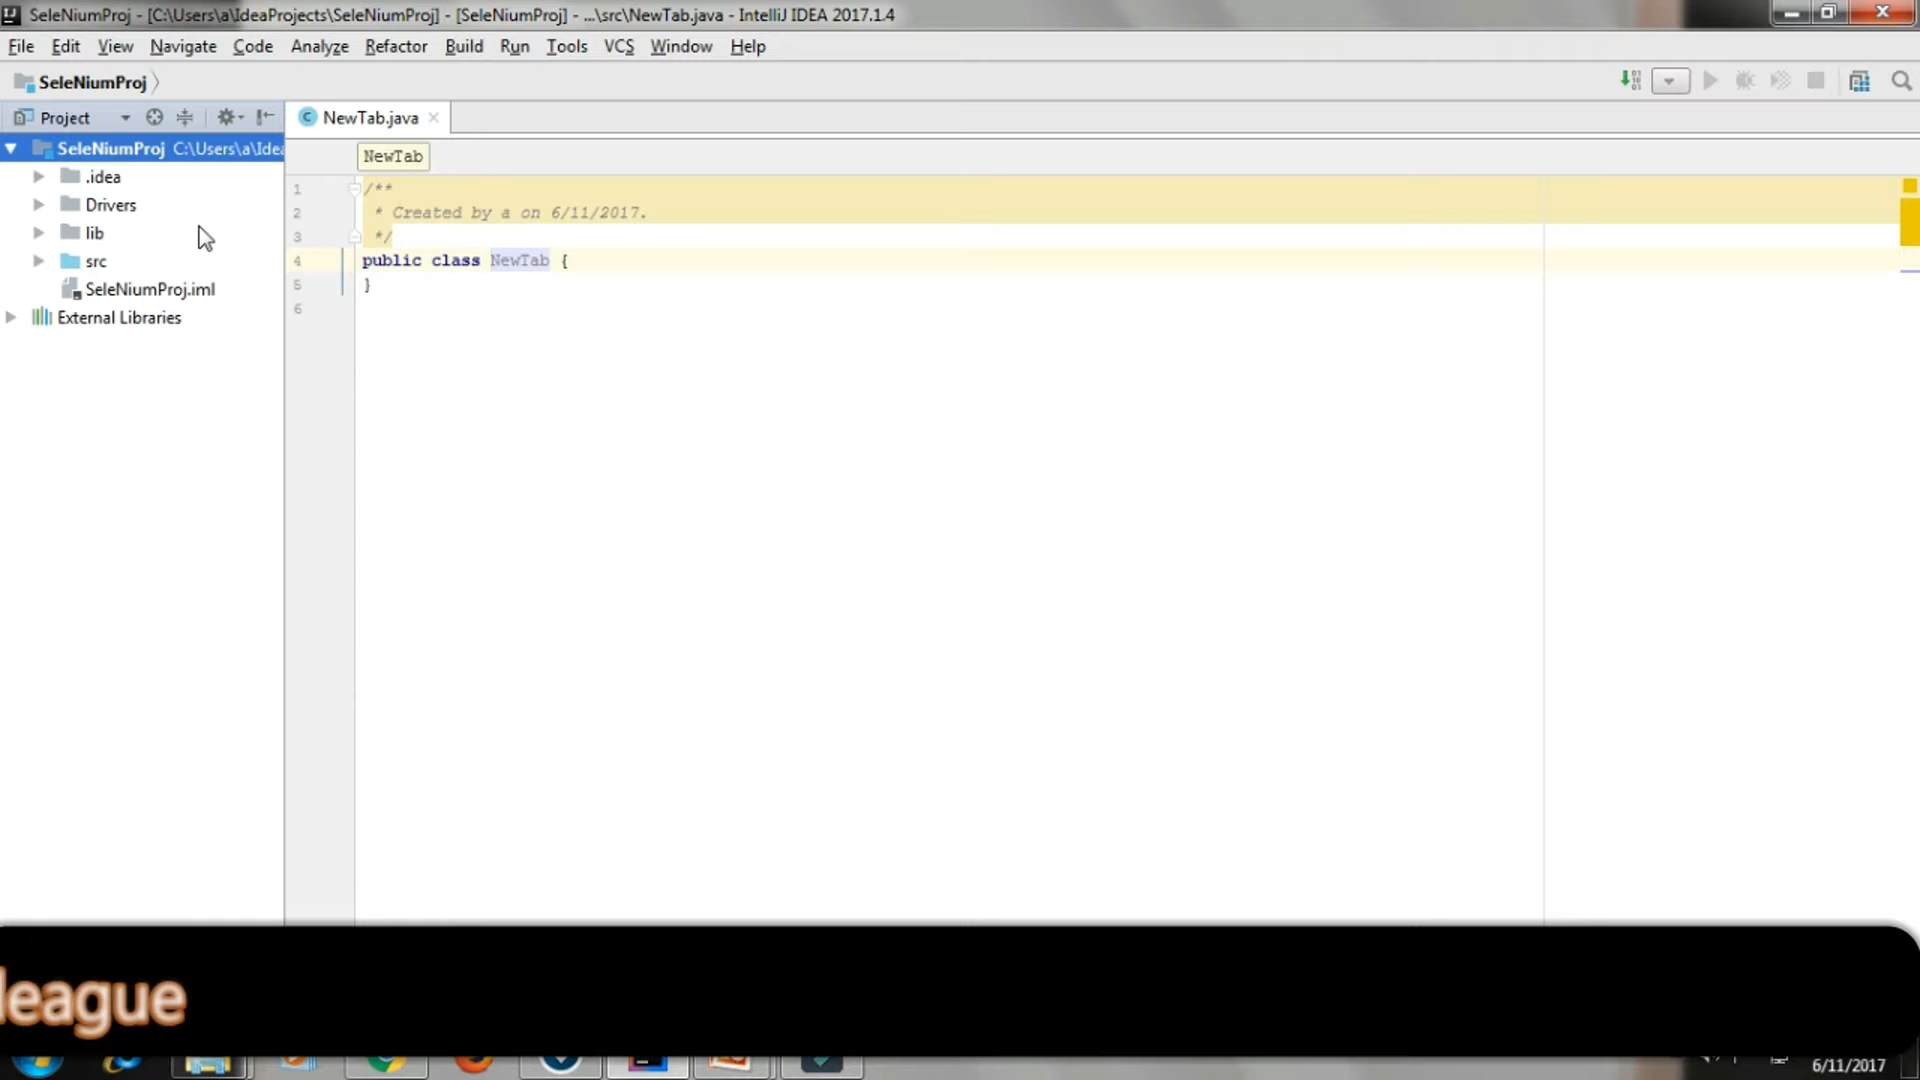 SeleNiumProj - [C:\Users\a\IdeaProjects\SeleNiumProj] - [SeleNiumProj] - ...\src\NewTab.java - IntelliJ IDEA 2017.1.4
File Edit View Navigate Code Analyze Refactor Build Run Tools VCS Window Help
SeleNiumProj
Project
NewTab.java
SeleNiumProj C:\Users\a\Idea
.idea
Drivers
lib
src
SeleNiumProj.iml
External Libraries
NewTab
1 /**
2 * Created by a on 6/11/2017.
3 */
4 public class NewTab {
5 }
6
league
6/11/2017